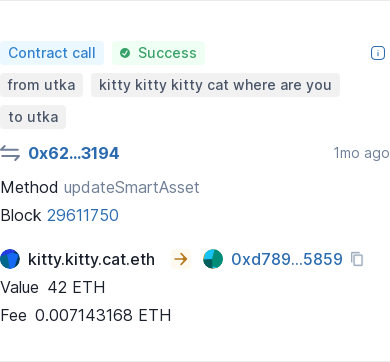 Contract call Success
from utka kitty kitty kitty cat where are you
to utka
0x62...3194 1mo ago
Method updateSmartAsset
Block 29611750
kitty.kitty.cat.eth → 0xd789...5859
Value 42 ETH
Fee 0.007143168 ETH